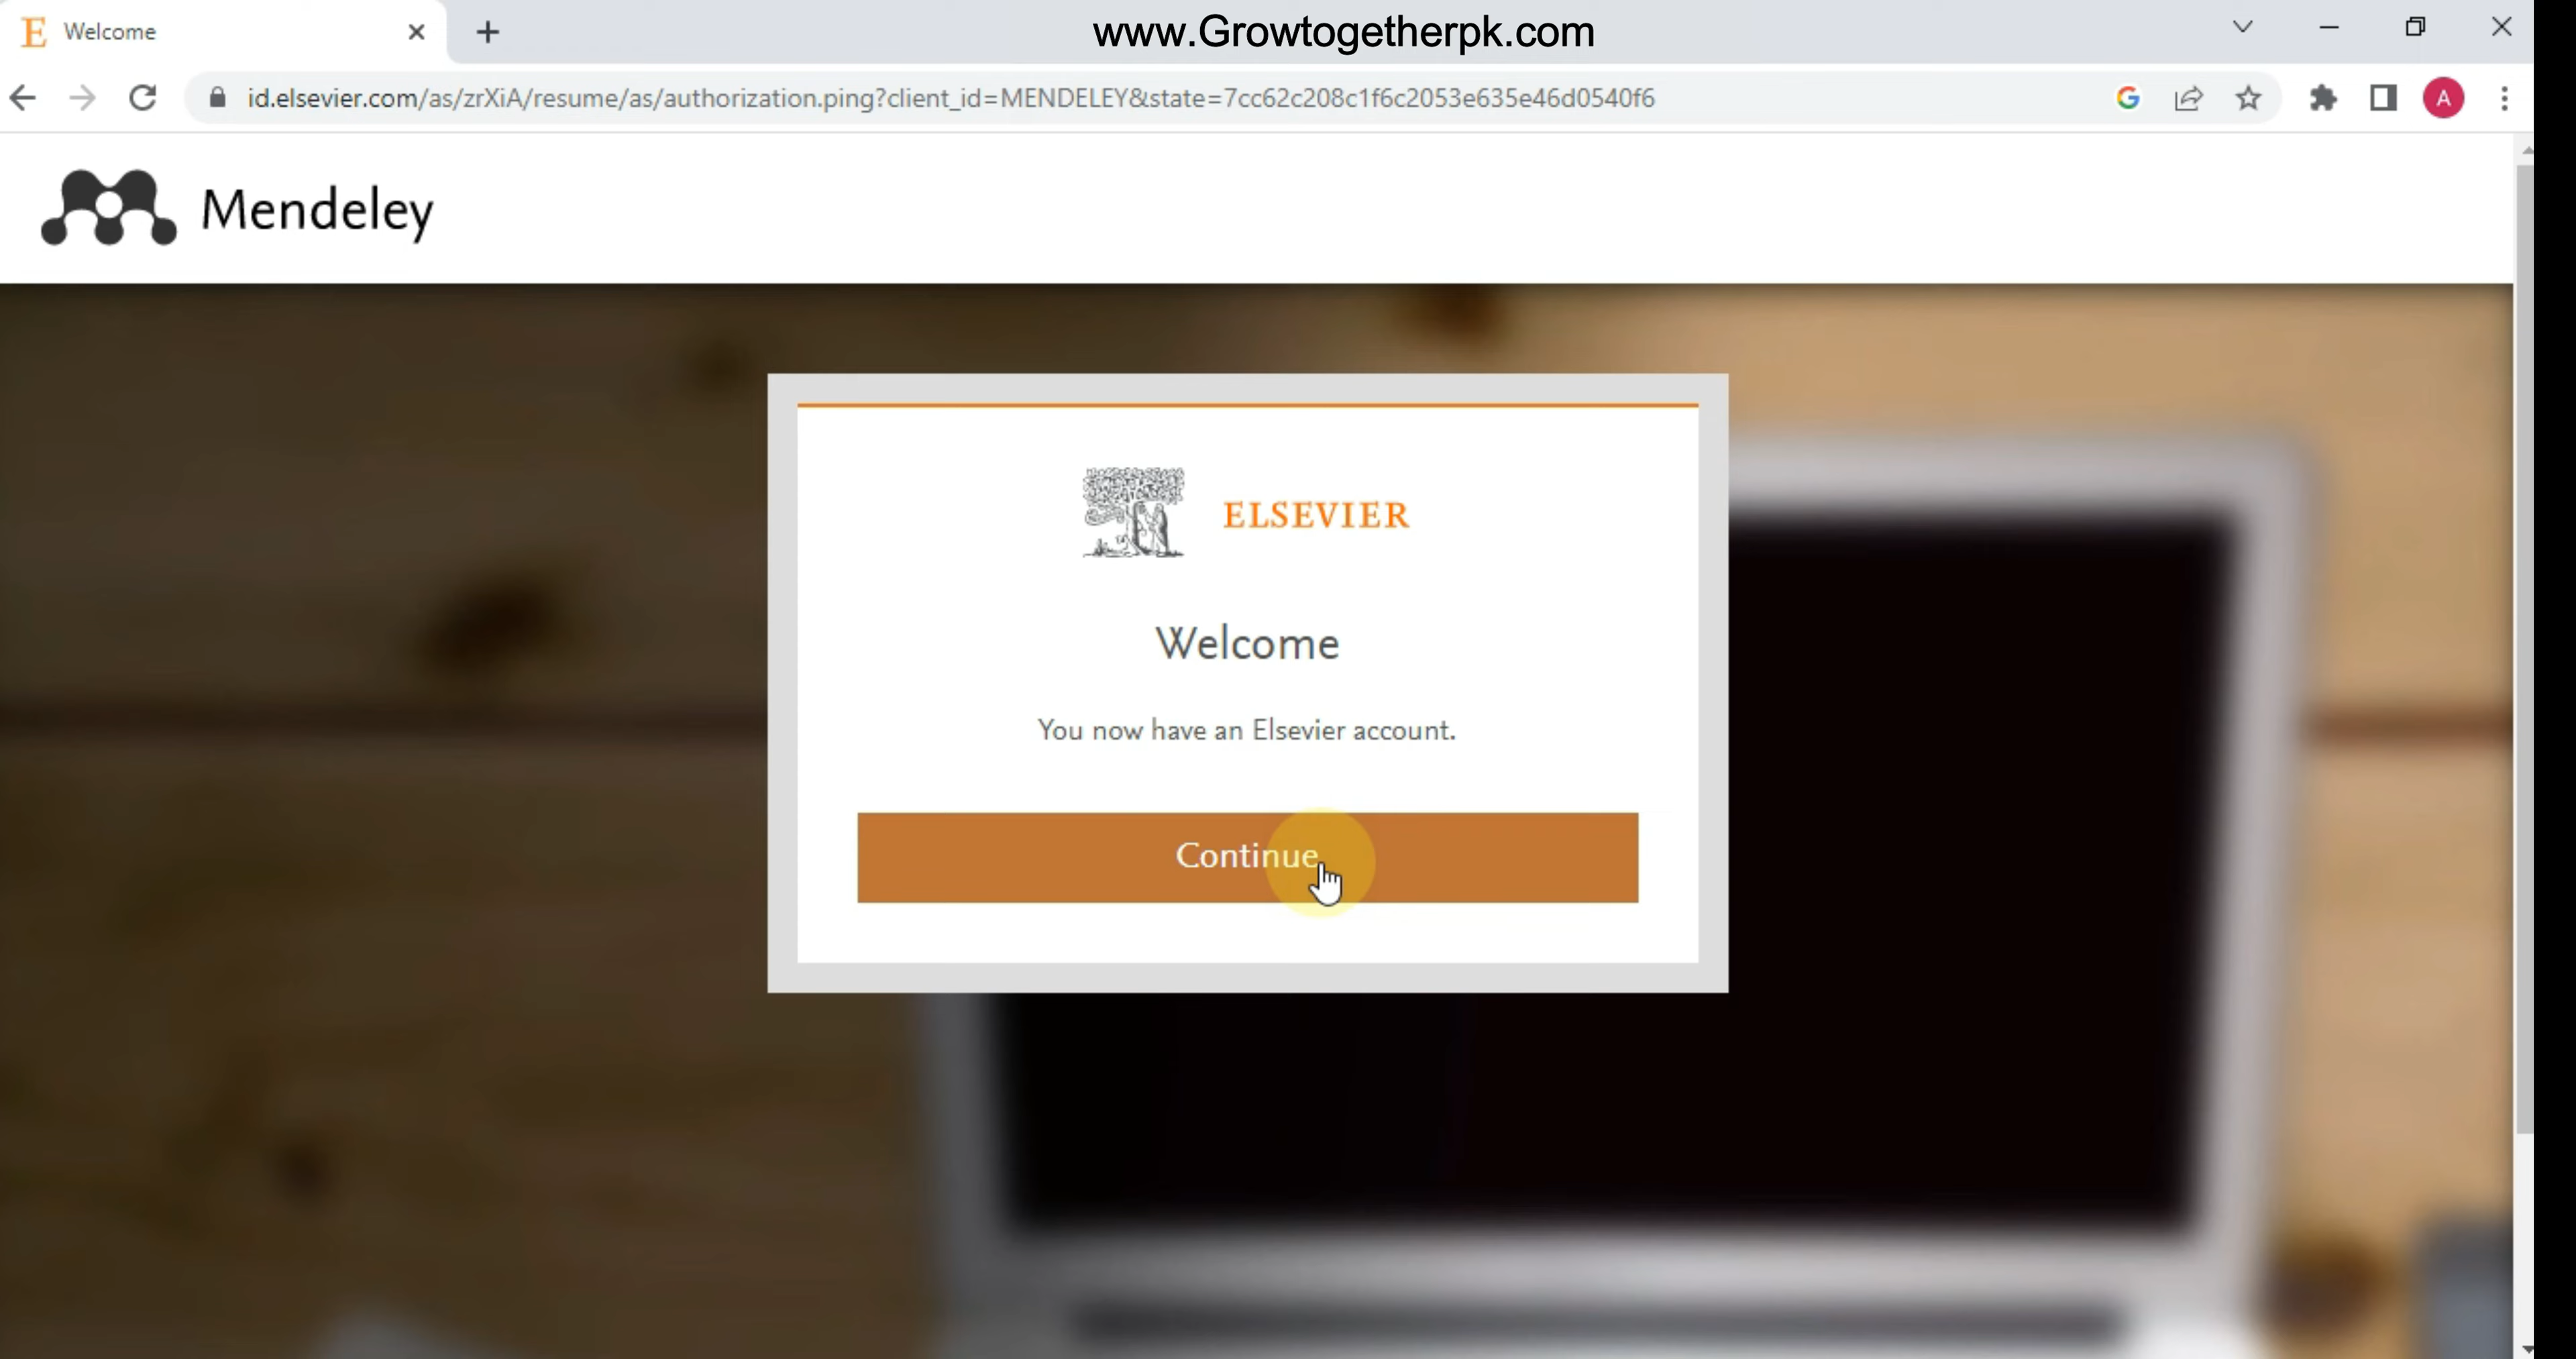 Welcome
www.Growtogetherpk.com
id.elsevier.com/as/zrXiA/resume/as/authorization.ping?client_id=MENDELEY&state=7cc62c208c1f6c2053e635e46d0540f6
A
Mendeley
ELSEVIER
Welcome
You now have an Elsevier account.
Continue